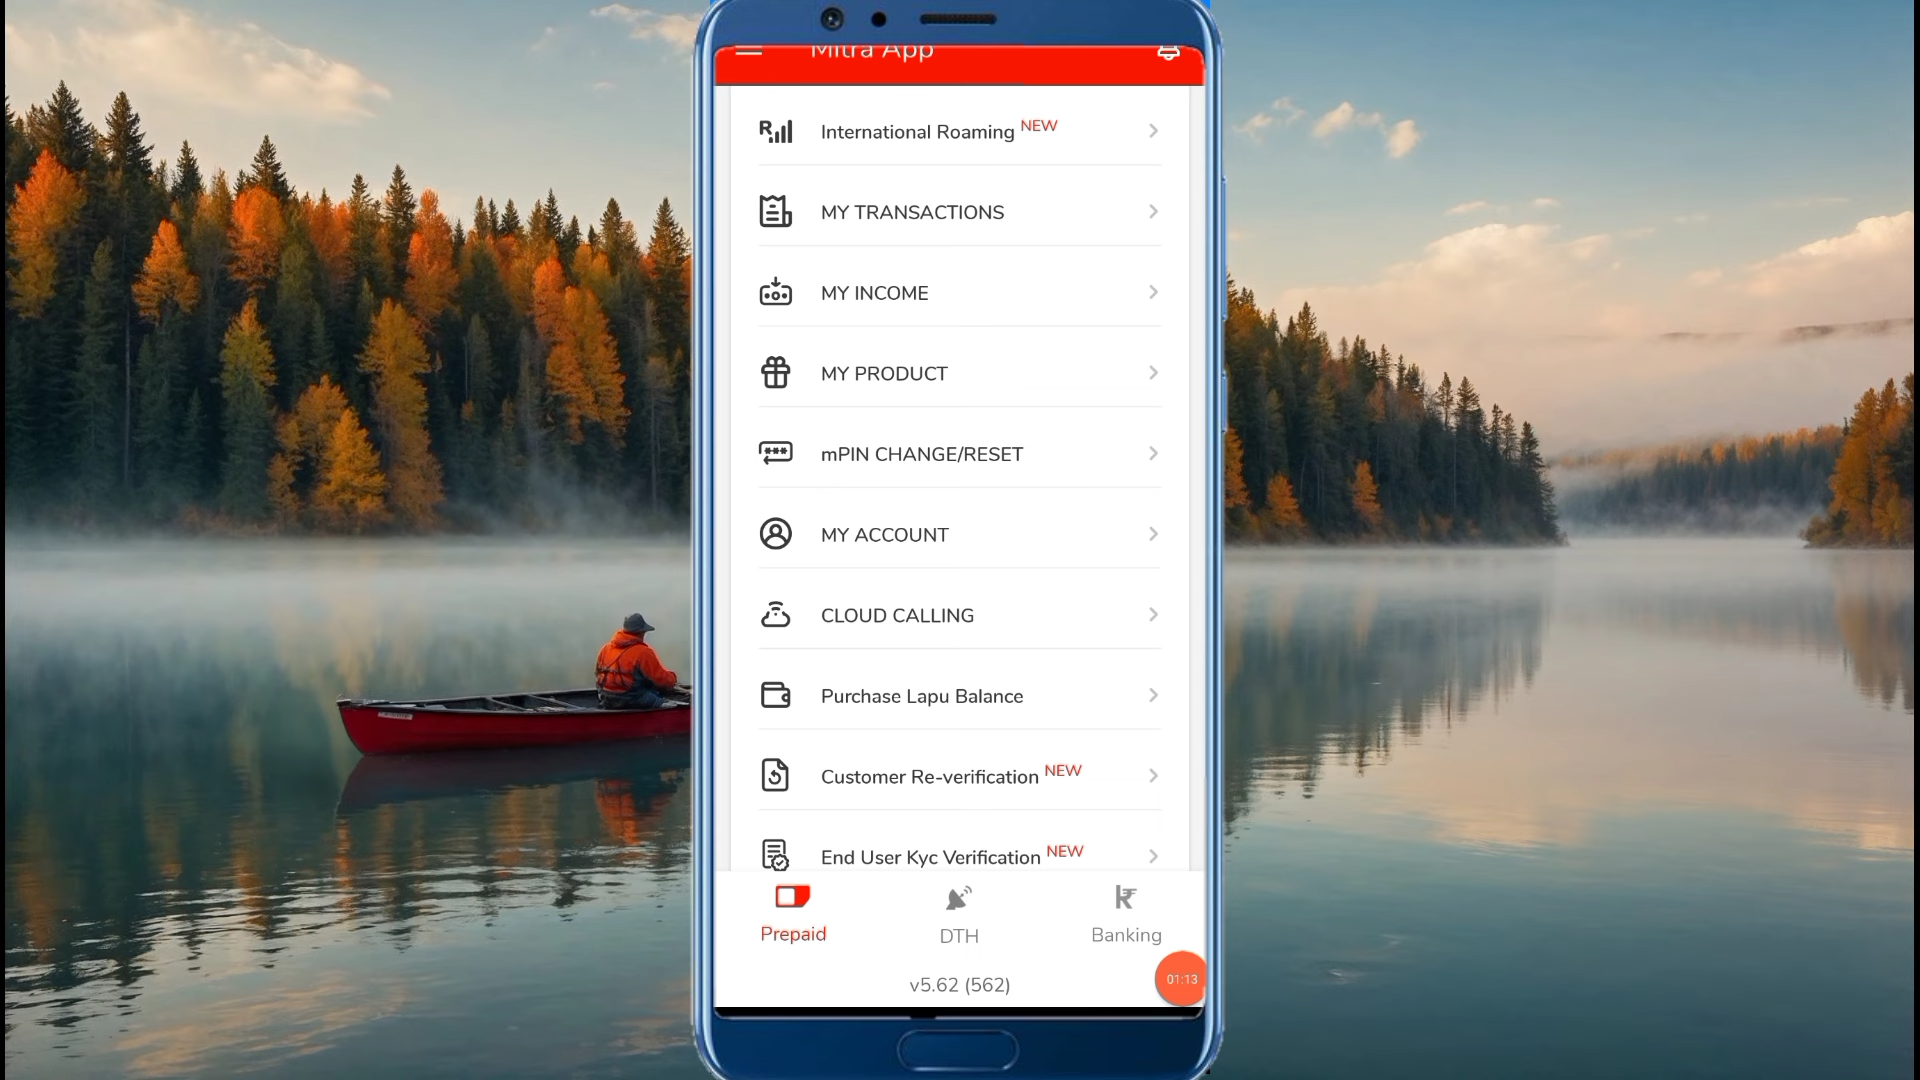 Mitra App
International Roaming NEW
MY TRANSACTIONS
MY INCOME
MY PRODUCT
mPIN CHANGE/RESET
MY ACCOUNT
CLOUD CALLING
Purchase Lapu Balance
Customer Re-verification NEW
End User Kyc Verification NEW
Prepaid DTH Banking
v5.62 (562)
01:13